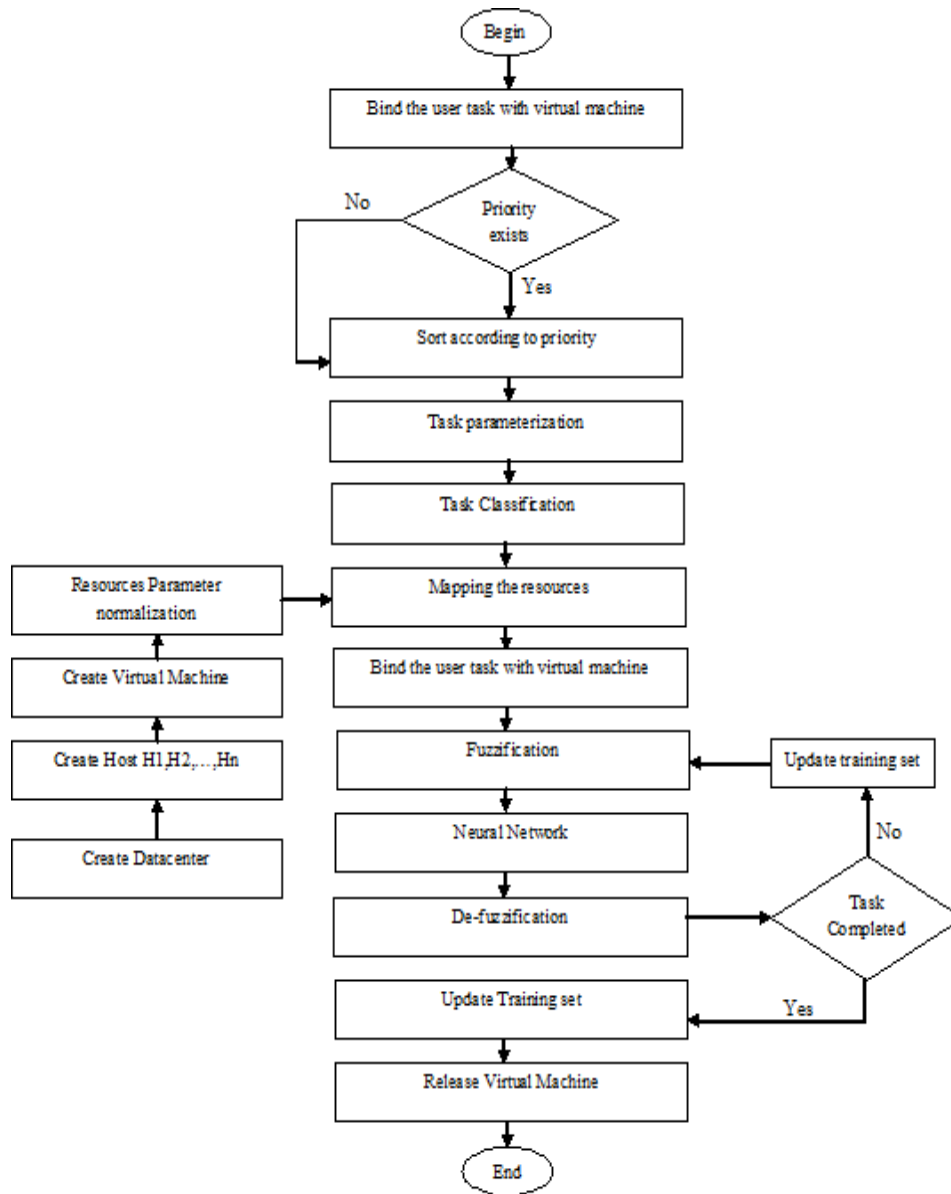 Begin
Bind the user task with virtual machine
No
Priority
exists
Yes
Sort according to priority
Task parameterization
Task Classification
Resources Parameter
normalization
Mapping the resources
Create Virtual Machine
Bind the user task with virtual machine
Create Host H1,H2,...,Hn
Fuzzification
Update training set
Create Datacenter
Neural Network
No
De-fuzzification
Task
Completed
Update Training set
Yes
Release Virtual Machine
End